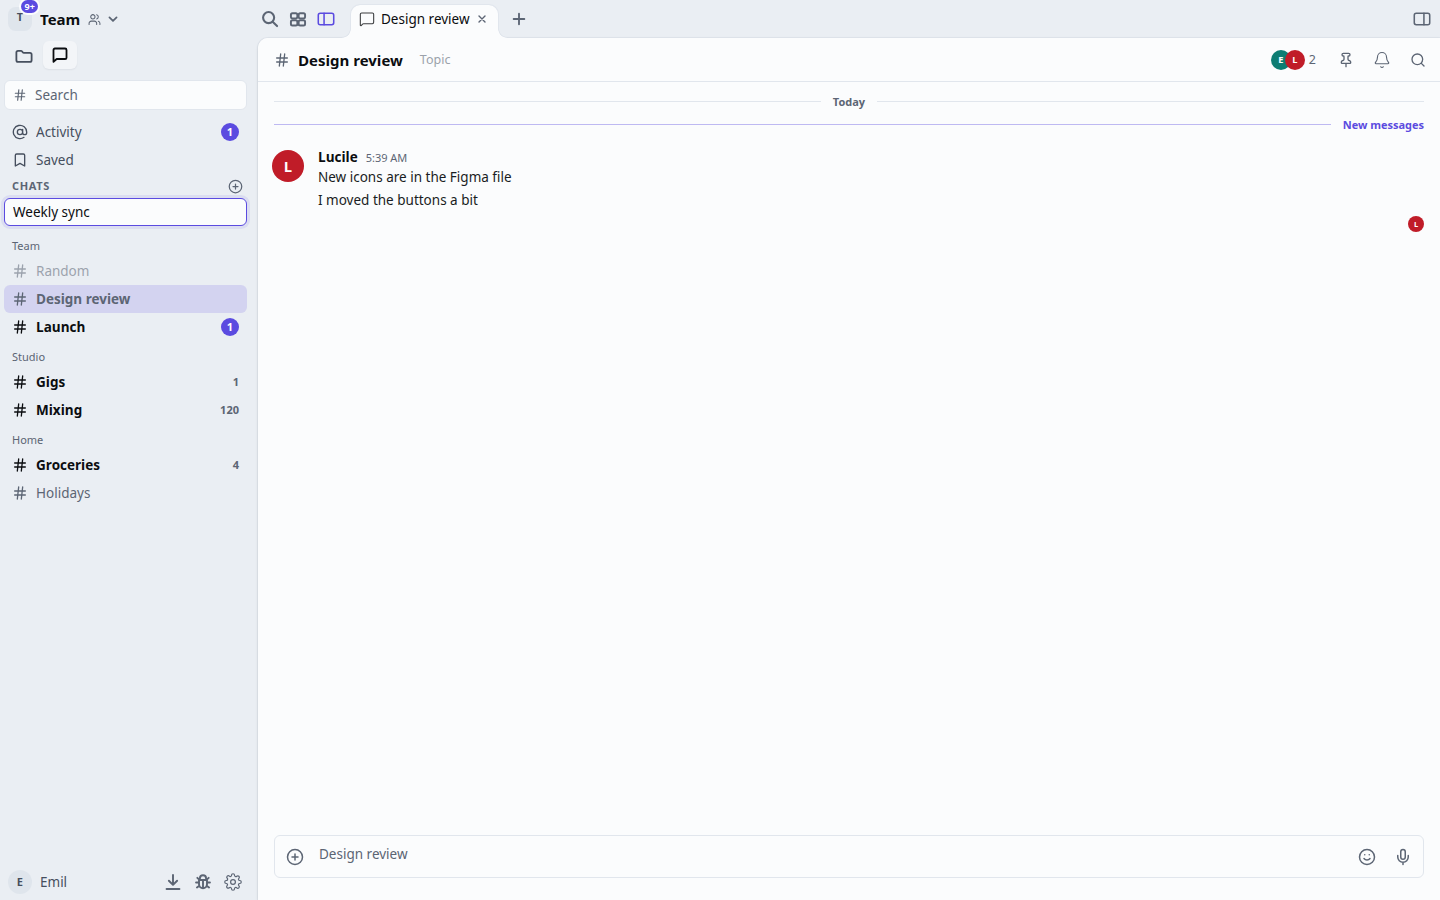 9+
T
Team
Design review
Search
Activity
1
Saved
CHATS
Weekly sync
Team
Random
Design review
Launch
1
Studio
Gigs
1
Mixing
120
Home
Groceries
4
Holidays
E
Emil
Design review
Topic
E
L
2
Today
New messages
L
Lucile 5:39 AM
New icons are in the Figma file
I moved the buttons a bit
L
Design review